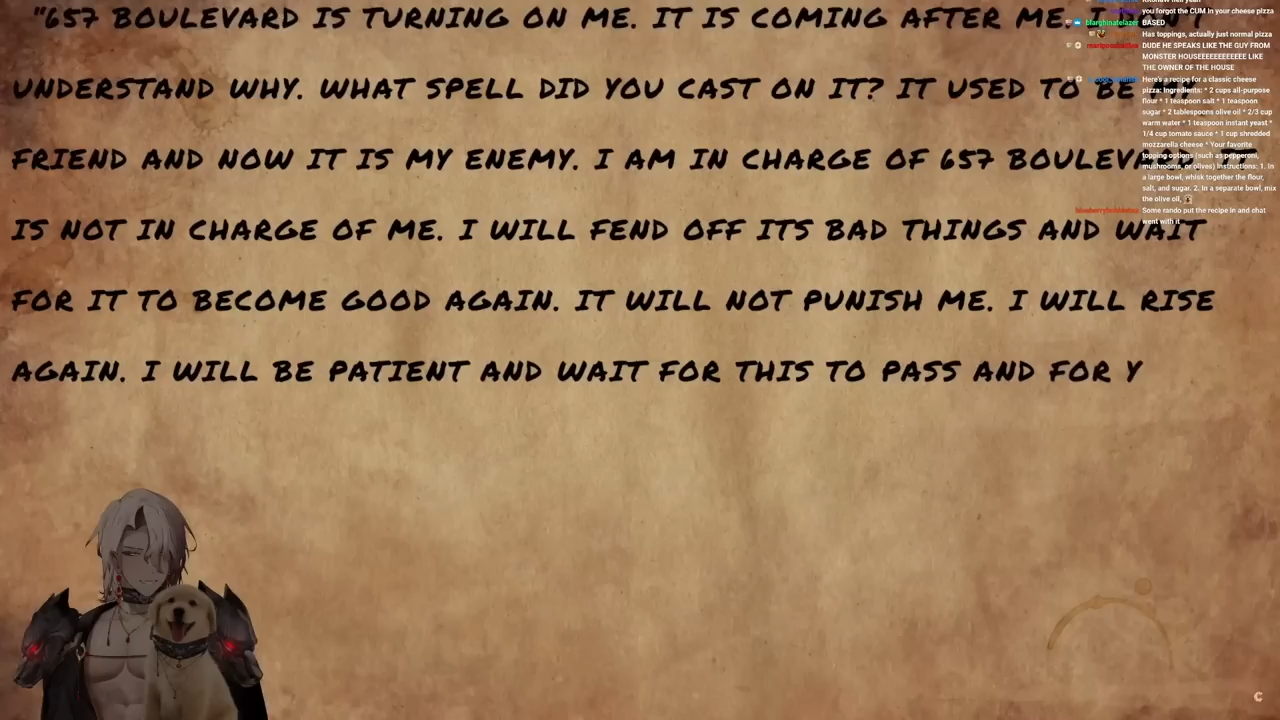 "657 BOULEVARD IS TURNING ON ME. IT IS COMING AFTER ME.
UNDERSTAND WHY. WHAT SPELL DID YOU CAST ON IT? IT USED TO BE
FRIEND AND NOW IT IS MY ENEMY. I AM IN CHARGE OF 657
IS NOT IN CHARGE OF ME. I WILL FEND OFF ITS BAD THINGS AND WAIT
FOR IT TO BECOME GOOD AGAIN. IT WILL NOT PUNISH ME. I WILL RISE
AGAIN. I WILL BE PATIENT AND WAIT FOR THIS TO PASS AND FOR Y
you forgot the CUM in your cheese pizza
blarghinatelazer BASED
Has toppings, actually just normal pizza
DUDE HE SPEAKS LIKE THE GUY FROM
MONSTER HOUSEEEEEEEEEEEE LIKE
THE OWNER OF THE HOUSE
Here's a recipe for a classic cheese
pizza: Ingredients: * 2 cups all-purpose
flour * 1 teaspoon salt * 1 teaspoon
sugar * 2 tablespoons olive oil * 2/3 cup
warm water * 1 teaspoon instant yeast *
1/4 cup tomato sauce * 1 cup shredded
mozzarella cheese * Your favorite
topping options (such as pepperoni,
mushrooms, or olives) Instructions: 1. In
a large bowl, whisk together the flour,
salt, and sugar. 2. In a separate bowl, mix
the olive oil,
Some rando put the recipe in and chat
went with it